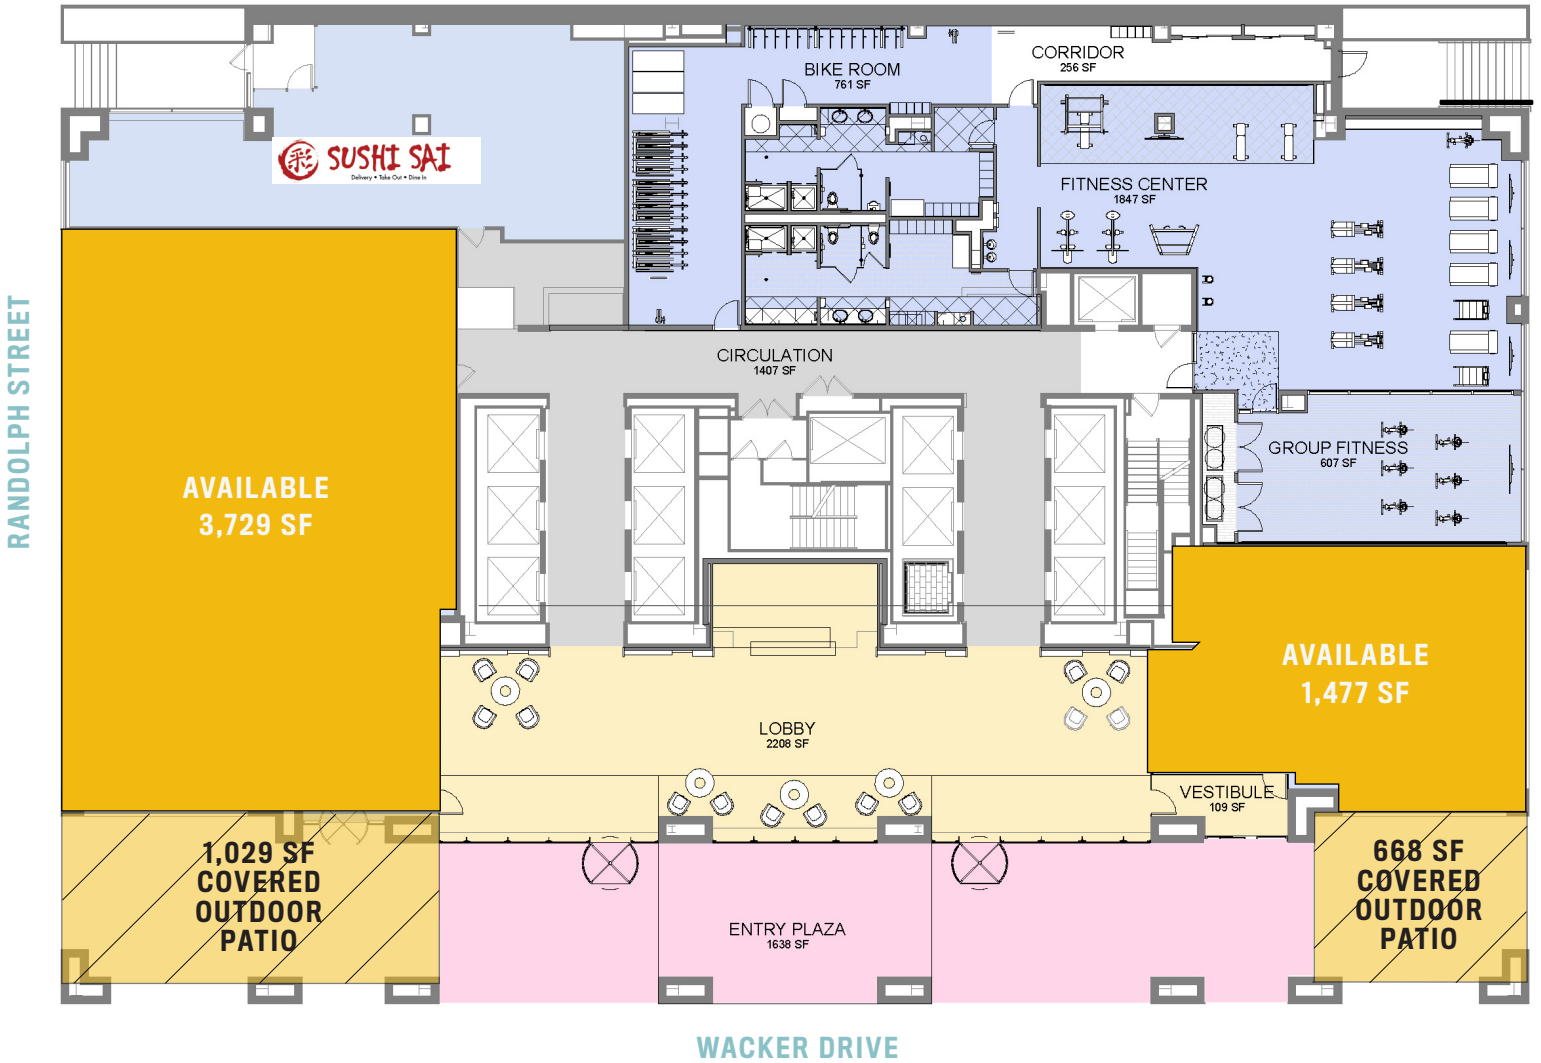 CORRIDOR
256 SF
BIKE ROOM
761 SF
彩 SUSHI SAI
Delivery • Take Out • Dine In
FITNESS CENTER
1847 SF
RANDOLPH STREET
CIRCULATION
1407 SF
GROUP FITNESS
607 SF
AVAILABLE
3,729 SF
AVAILABLE
1,477 SF
LOBBY
2208 SF
VESTIBULE
109 SF
1,029 SF
COVERED
OUTDOOR
PATIO
668 SF
COVERED
OUTDOOR
PATIO
ENTRY PLAZA
1638 SF
WACKER DRIVE